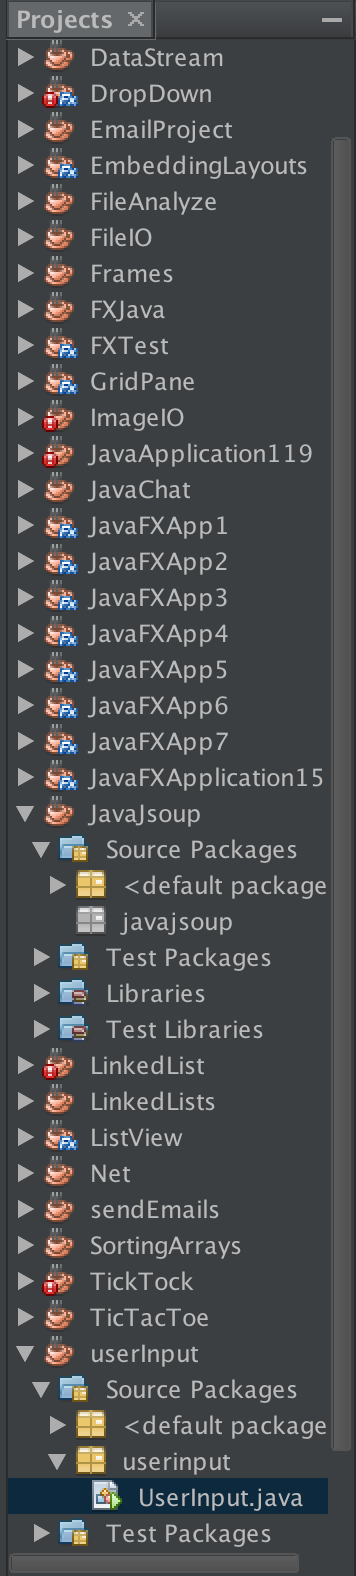 Projects
DataStream
DropDown
EmailProject
EmbeddingLayouts
FileAnalyze
FileIO
Frames
FXJava
FXTest
GridPane
ImageIO
JavaApplication119
JavaChat
JavaFXApp1
JavaFXApp2
JavaFXApp3
JavaFXApp4
JavaFXApp5
JavaFXApp6
JavaFXApp7
JavaFXApplication15
JavaJsoup
Source Packages
<default package
javajsoup
Test Packages
Libraries
Test Libraries
LinkedList
LinkedLists
ListView
Net
sendEmails
SortingArrays
TickTock
TicTacToe
userInput
Source Packages
<default package
userinput
UserInput.java
Test Packages